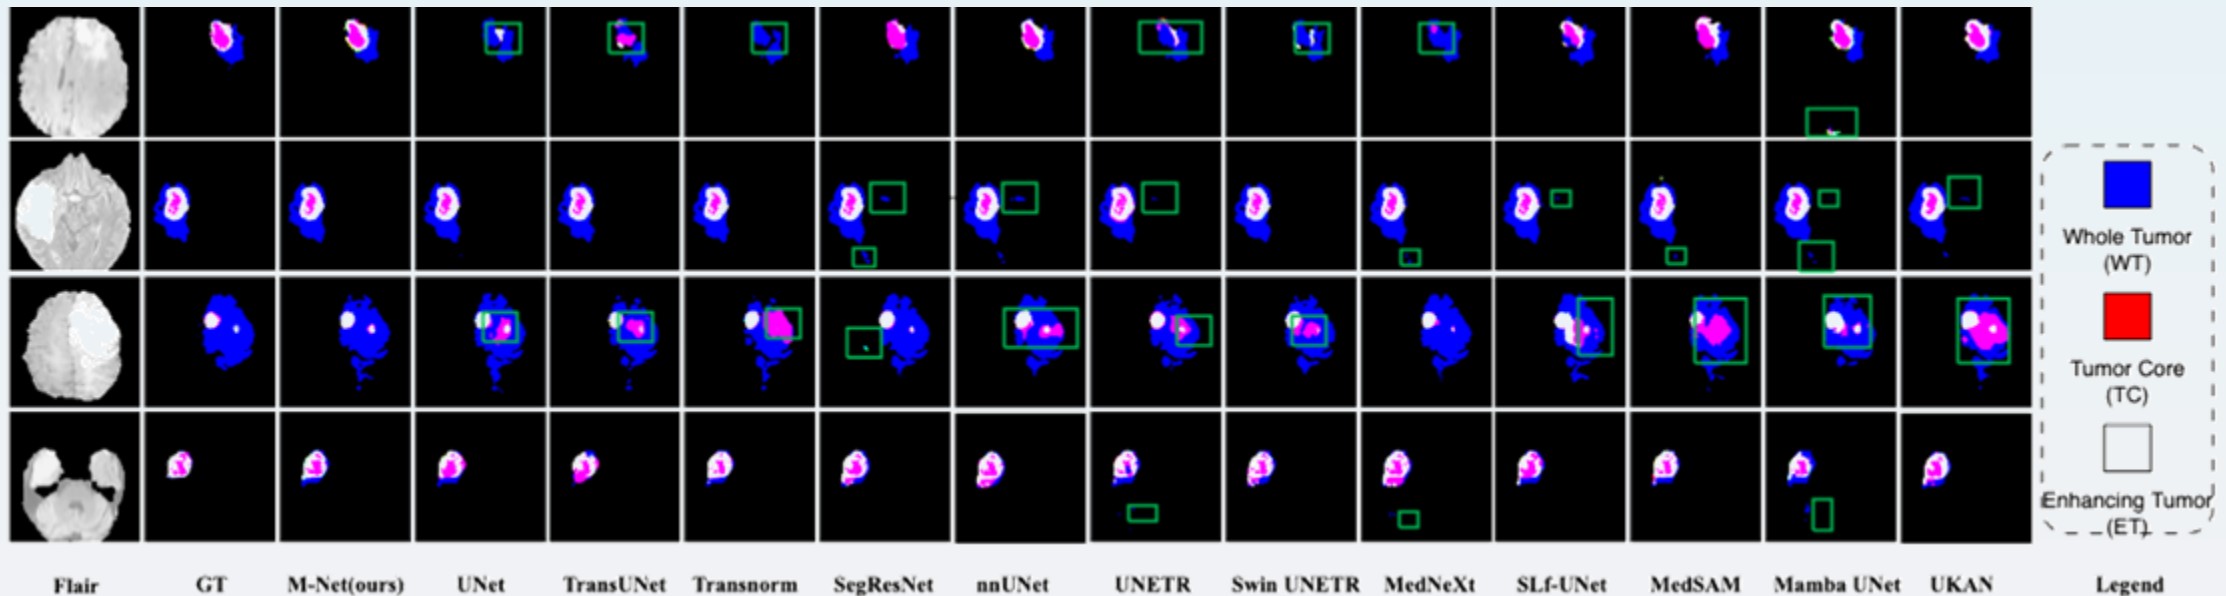 Whole Tumor
(WT)
Tumor Core
(TC)
Enhancing Tumor
(ET)
Flair GT M-Net(ours) UNet TransUNet Transnorm SegResNet nnUNet UNETR Swin UNETR MedNeXt SLf-UNet MedSAM Mamba UNet UKAN Legend